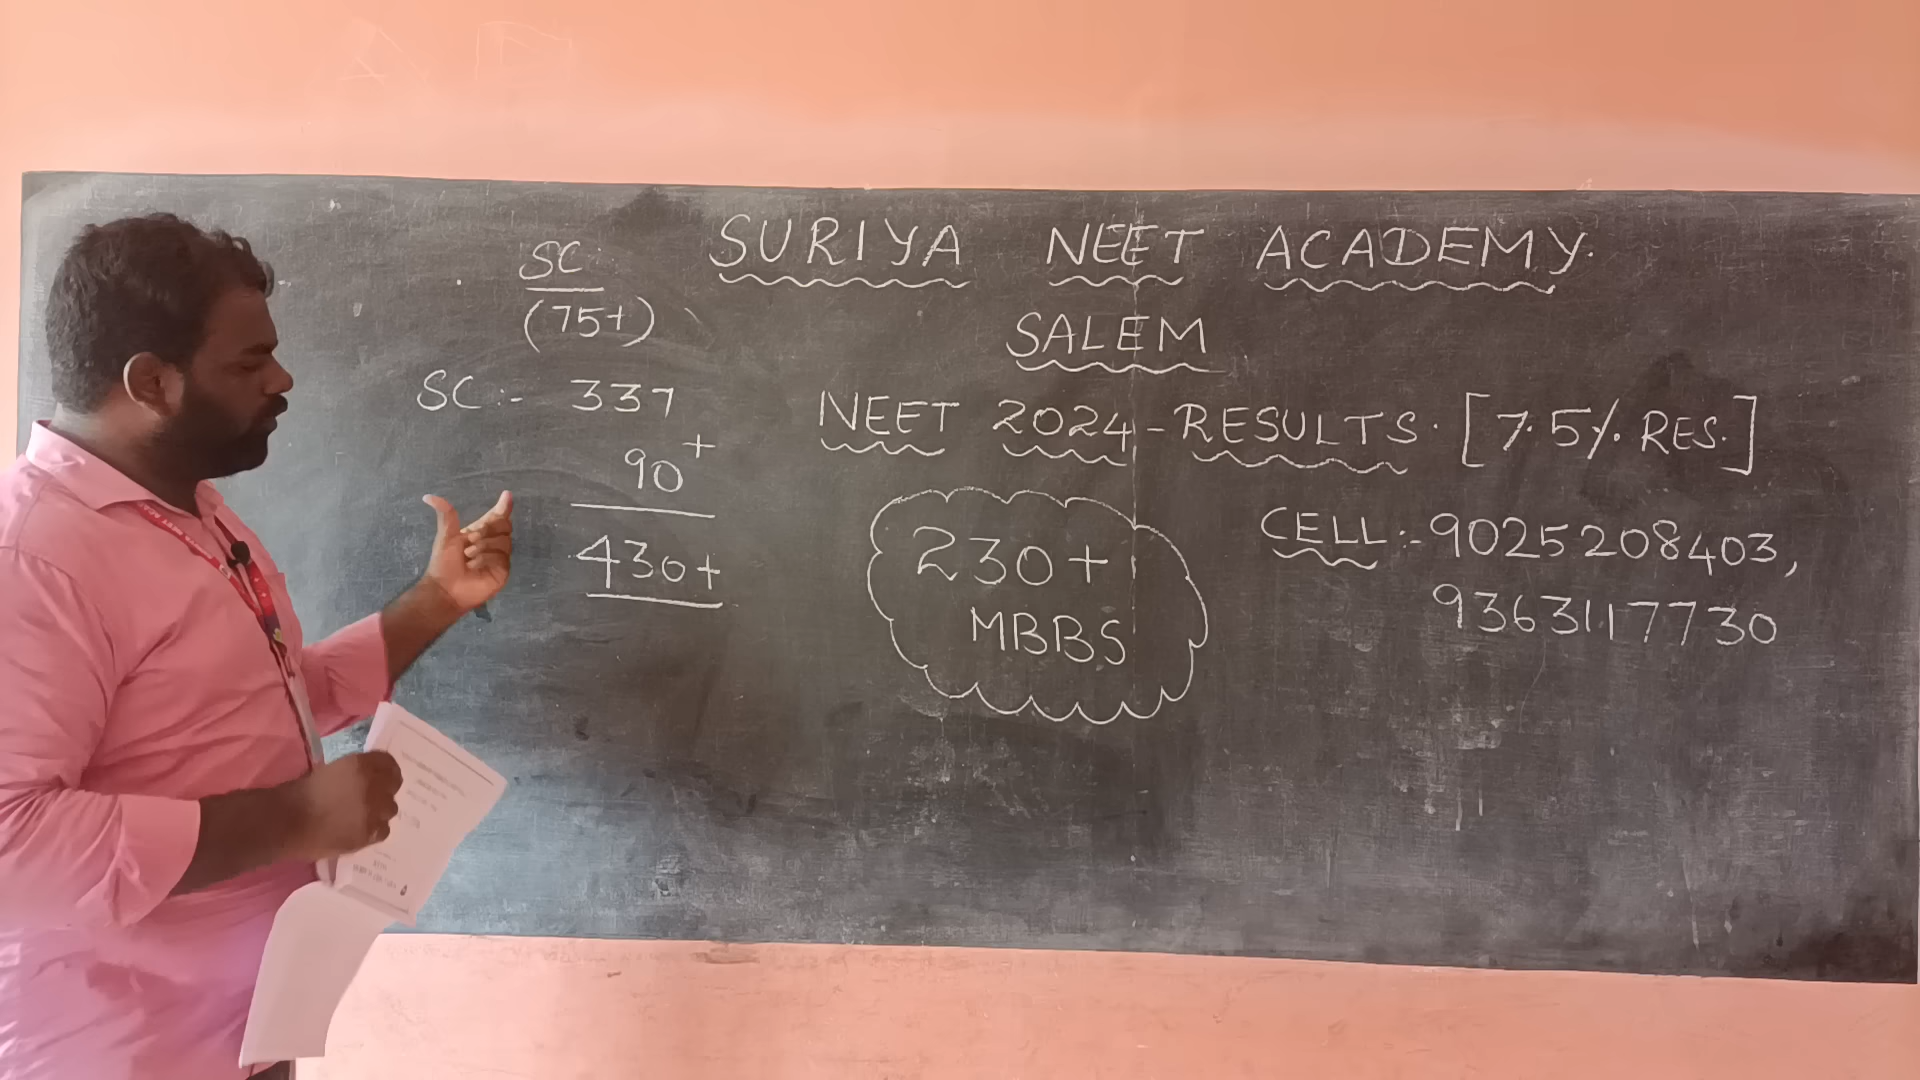 SURIYA NEET ACADEMY.
SALEM
SC
(75+)
SC:- 337
90+
430+
NEET 2024 - RESULTS. [7.5% RES.]
230+
MBBS
CELL:- 9025208403,
9363117730